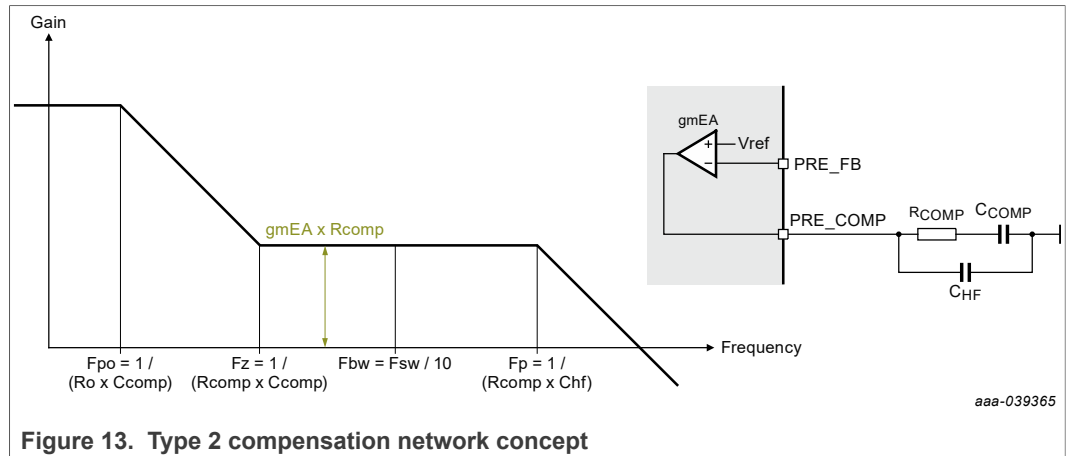 Gain
gmEA
+
Vref
−
PRE_FB
PRE_COMP
RCOMP
CCOMP
CHF
gmEA x Rcomp
Frequency
Fpo = 1 /
(Ro x Ccomp)
Fz = 1 /
(Rcomp x Ccomp)
Fbw = Fsw / 10
Fp = 1 /
(Rcomp x Chf)
aaa-039365
Figure 13. Type 2 compensation network concept